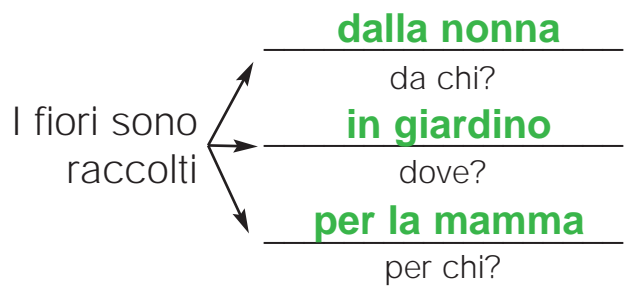 dalla nonna
da chi?
I fiori sono
raccolti
in giardino
dove?
per la mamma
per chi?